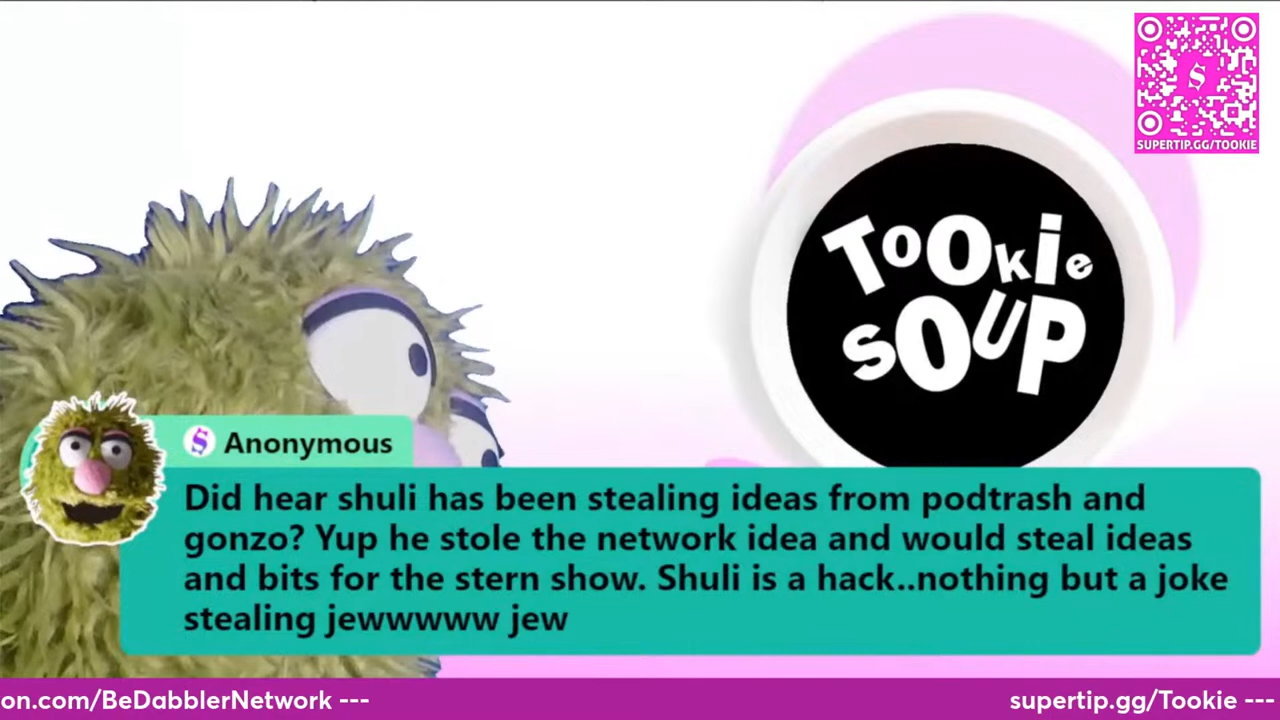 SUPERTIP.GG/TOOKIE
TOOKie
SOUP
Anonymous
Did hear shuli has been stealing ideas from podtrash and
gonzo? Yup he stole the network idea and would steal ideas
and bits for the stern show. Shuli is a hack..nothing but a joke
stealing jewwwww jew
on.com/BeDabblerNetwork --- supertip.gg/Tookie ---